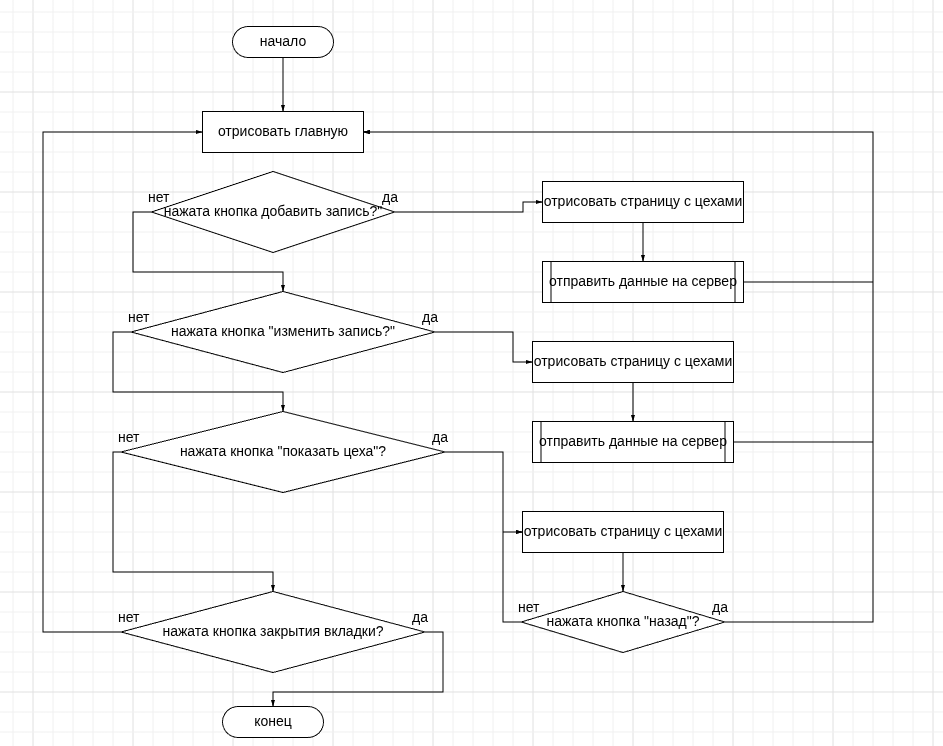 начало
отрисовать главную
нет
да
нажата кнопка добавить запись?"
отрисовать страницу с цехами
отправить данные на сервер
нет
да
нажата кнопка "изменить запись?"
отрисовать страницу с цехами
отправить данные на сервер
нет
да
нажата кнопка "показать цеха"?
отрисовать страницу с цехами
нет
да
нажата кнопка "назад"?
нет
да
нажата кнопка закрытия вкладки?
конец